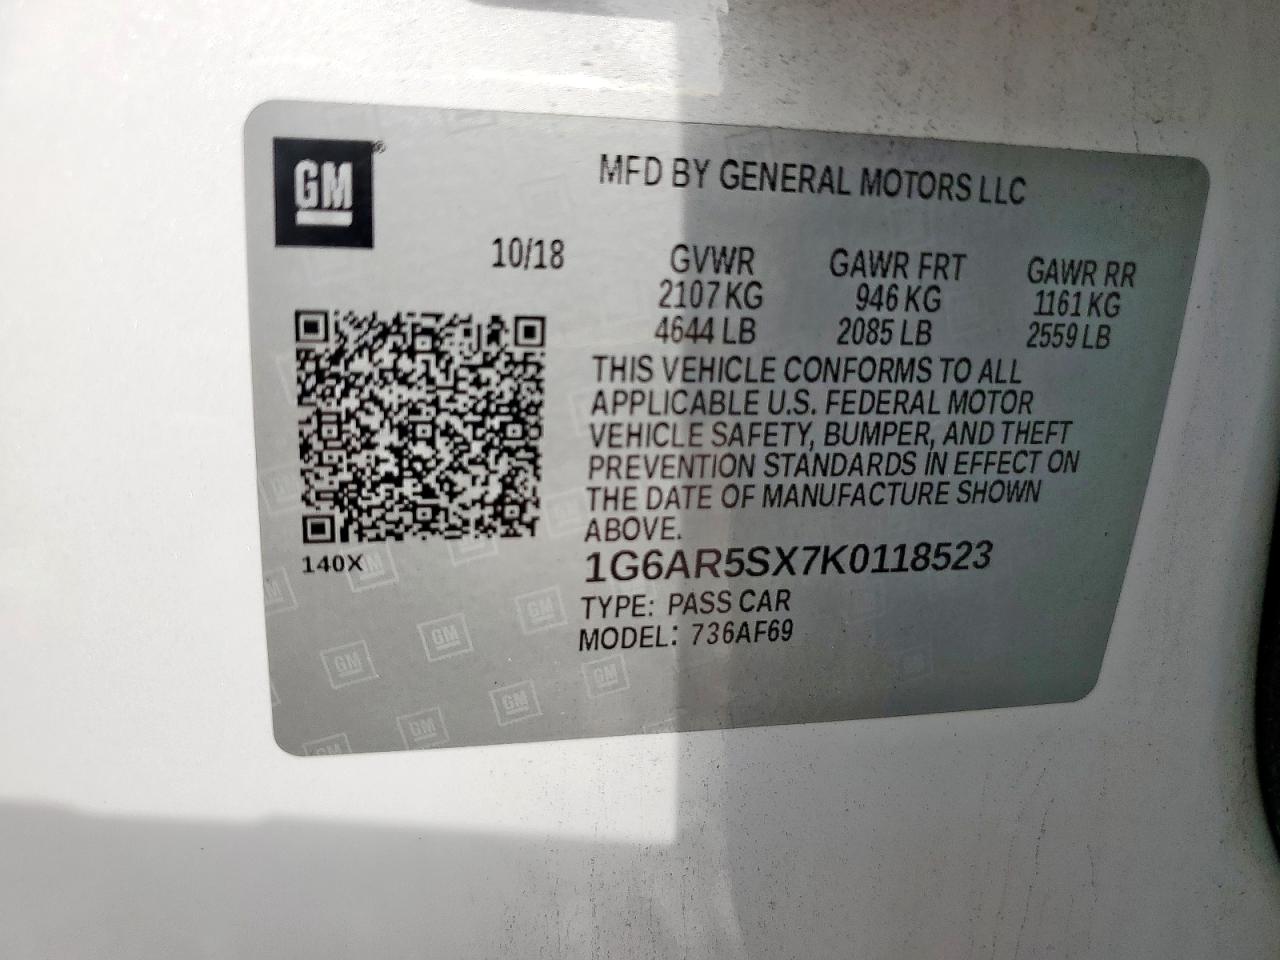 GM
MFD BY GENERAL MOTORS LLC
10/18 GVWR GAWR FRT GAWR RR
2107 KG 946 KG 1161 KG
4644 LB 2085 LB 2559 LB
THIS VEHICLE CONFORMS TO ALL
APPLICABLE U.S. FEDERAL MOTOR
VEHICLE SAFETY, BUMPER, AND THEFT
PREVENTION STANDARDS IN EFFECT ON
THE DATE OF MANUFACTURE SHOWN
ABOVE.
140X
1G6AR5SX7K0118523
TYPE: PASS CAR
MODEL: 736AF69